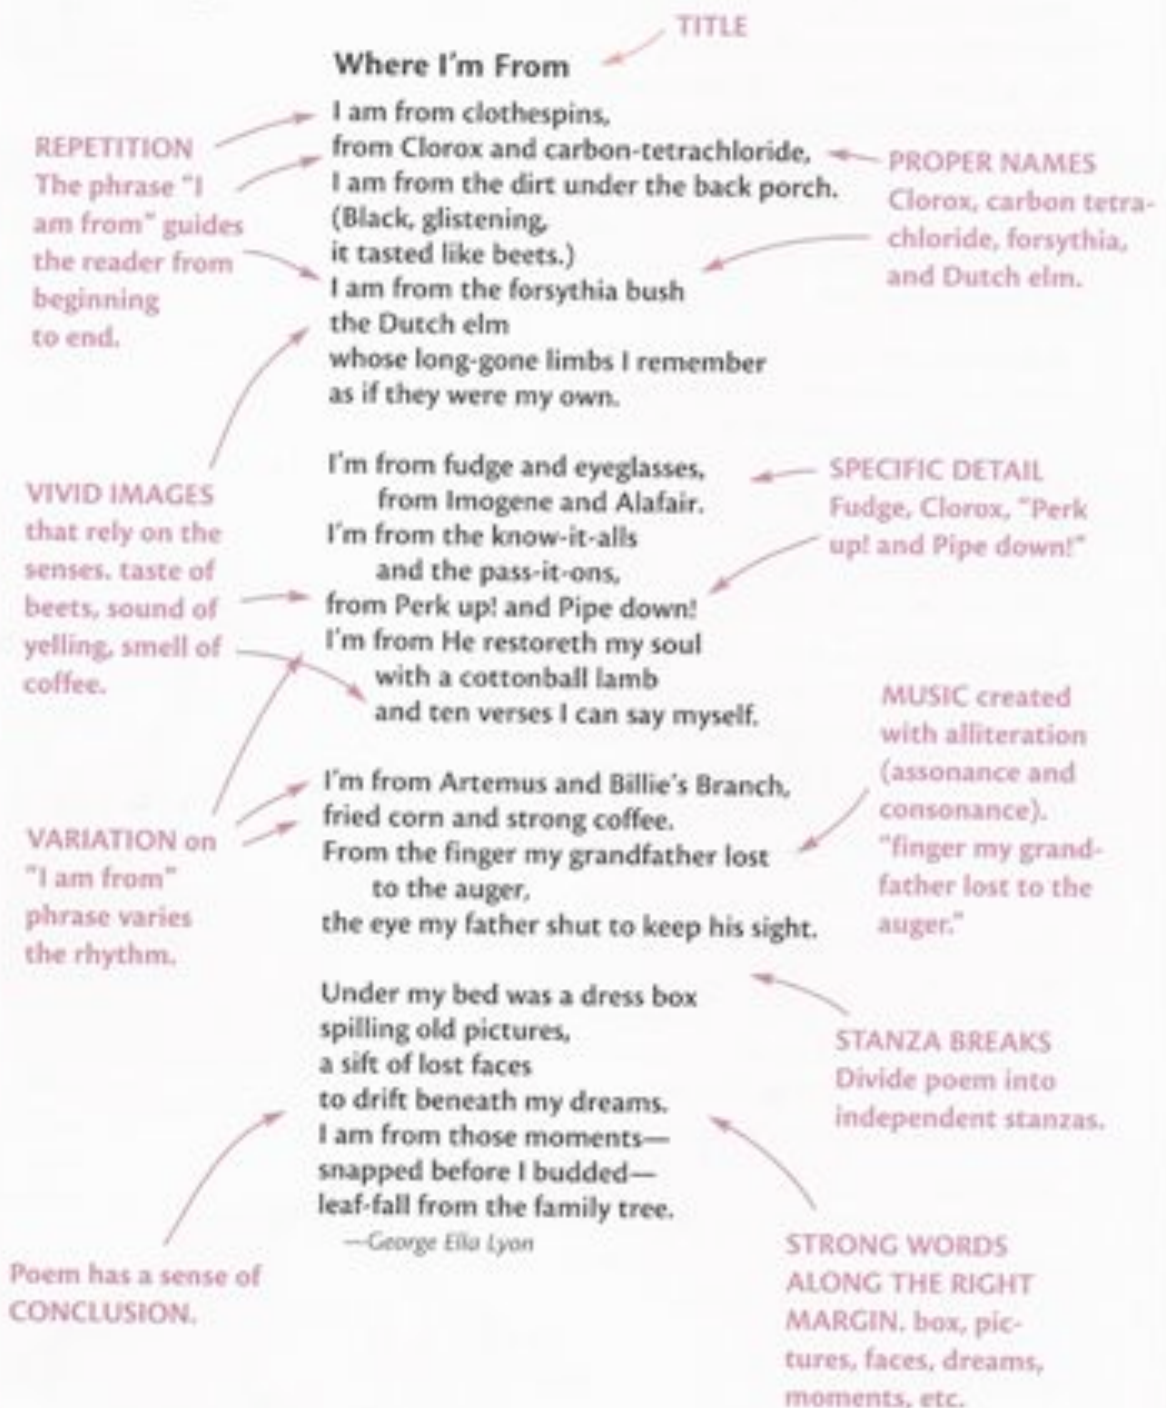 TITLE
Where I'm From
I am from clothespins,
from Clorox and carbon-tetrachloride,
I am from the dirt under the back porch.
(Black, glistening,
it tasted like beets.)
I am from the forsythia bush
the Dutch elm
whose long-gone limbs I remember
as if they were my own.
REPETITION
The phrase "I
am from" guides
the reader from
beginning
to end.
PROPER NAMES
Clorox, carbon tetra-
chloride, forsythia,
and Dutch elm.
I'm from fudge and eyeglasses,
from Imogene and Alafair.
I'm from the know-it-alls
and the pass-it-ons,
from Perk up! and Pipe down!
I'm from He restoreth my soul
with a cottonball lamb
and ten verses I can say myself.
VIVID IMAGES
that rely on the
senses. taste of
beets, sound of
yelling, smell of
coffee.
SPECIFIC DETAIL
Fudge, Clorox, "Perk
up! and Pipe down!"
I'm from Artemus and Billie's Branch,
fried corn and strong coffee.
From the finger my grandfather lost
to the auger,
the eye my father shut to keep his sight.
VARIATION on
"I am from"
phrase varies
the rhythm.
MUSIC created
with alliteration
(assonance and
consonance).
"finger my grand-
father lost to the
auger."
Under my bed was a dress box
spilling old pictures,
a sift of lost faces
to drift beneath my dreams.
I am from those moments—
snapped before I budded—
leaf-fall from the family tree.
—George Ella Lyon
STANZA BREAKS
Divide poem into
independent stanzas.
Poem has a sense of
CONCLUSION.
STRONG WORDS
ALONG THE RIGHT
MARGIN. box, pic-
tures, faces, dreams,
moments, etc.